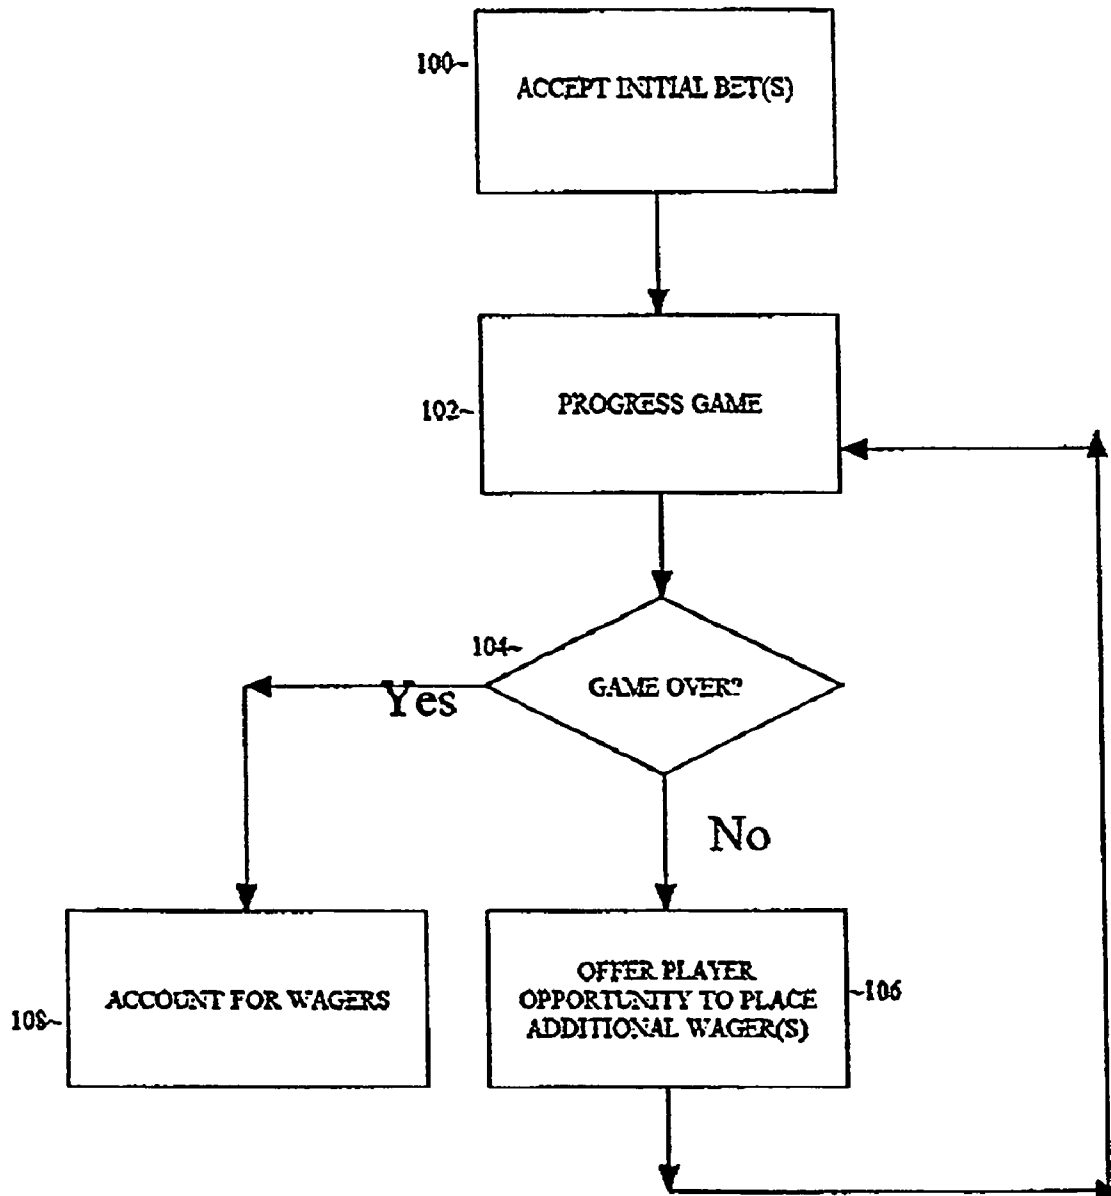 100~
ACCEPT INITIAL BET(S)
102~
PROGRESS GAME
104~
GAME OVER?
Yes
No
108~
ACCOUNT FOR WAGERS
OFFER PLAYER
OPPORTUNITY TO PLACE
ADDITIONAL WAGER(S)
~106